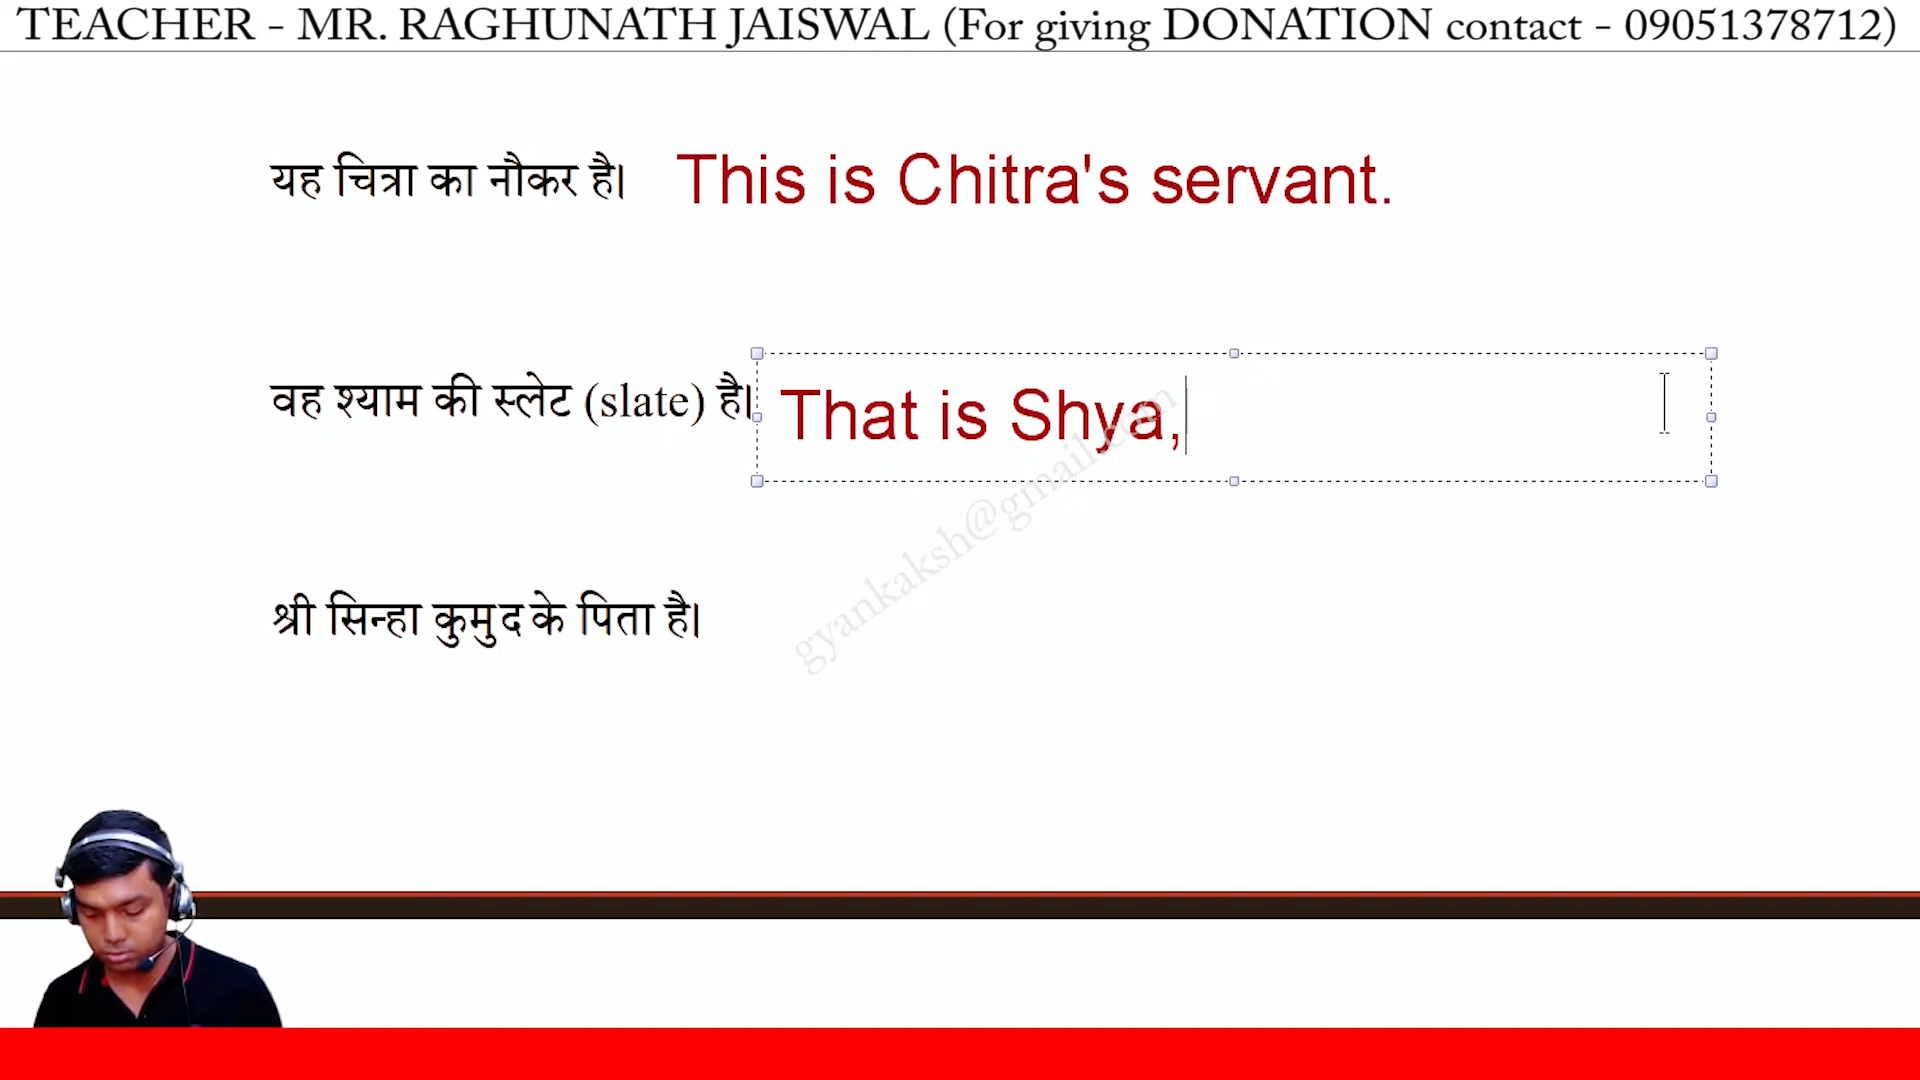 TEACHER - MR. RAGHUNATH JAISWAL (For giving DONATION contact - 09051378712)
यह चित्रा का नौकर है। This is Chitra's servant.
वह श्याम की स्लेट (slate) है। That is Shya,
gyankaksh@gmail.com
श्री सिन्हा कुमुद के पिता है।